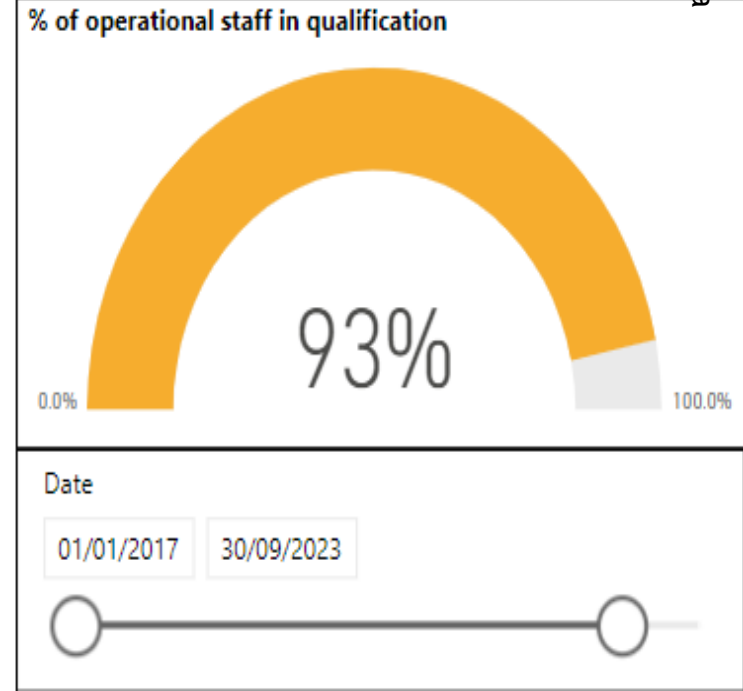 % of operational staff in qualification
93%
0.0%
100.0%
Date
01/01/2017 30/09/2023